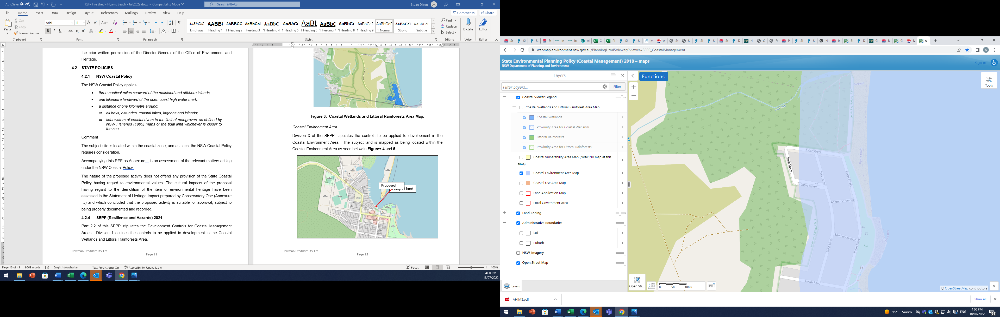 AutoSave Off
REF- Fire Shed - Hyams Beach - July2022.docx - Compatibility Mode
Search (Alt+Q)
Stuart Dixon
File Home Insert Draw Design Layout References Mailings Review View Help
Comments Share
Paste
Cut
Copy
Format Painter
Clipboard
Arial 11
Font
Paragraph
Emphasis
Heading 1
¶ Heading 2
Heading 3
¶ Heading 4
¶ Heading 5
¶ Heading 6
¶ Heading 7
¶ Heading 8
¶ Heading 9
¶ Normal
Strong
Subtitle
Styles
Find
Replace
Select
Editing
Dictate
Voice
Editor
Editor
the prior written permission of the Director-General of the Office of Environment and
Heritage.
4.2 STATE POLICIES
4.2.1 NSW Coastal Policy
The NSW Coastal Policy applies:
• three nautical miles seaward of the mainland and offshore islands;
• one kilometre landward of the open coast high water mark;
• a distance of one kilometre around:
⇒ all bays, estuaries, coastal lakes, lagoons and islands;
⇒ tidal waters of coastal rivers to the limit of mangroves, as defined by
NSW Fisheries (1985) maps or the tidal limit whichever is closer to
the sea.
Comment
The subject site is located within the coastal zone, and as such, the NSW Coastal Policy
requires consideration.
Accompanying this REF as Annexure... is an assessment of the relevant matters arising
under the NSW Coastal Policy.
The nature of the proposed activity does not offend any provision of the State Coastal
Policy having regard to environmental values. The cultural impacts of the proposal
having regard to the demolition of the item of environmental heritage have been
assessed in the Statement of Heritage Impact prepared by Conservatory One (Annexure
…) and which concluded that the proposed activity is suitable for approval, subject to
being properly documented and recorded.
4.2.4 SEPP (Resilience and Hazards) 2021
Part 2.2 of this SEPP stipulates the Development Controls for Coastal Management
Areas. Division 1 outlines the controls to be applied to development in the Coastal
Wetlands and Littoral Rainforests Area.
Cowman Stoddart Pty Ltd
Page 11
Hyams Beach
Wrights Beach
Figure 3: Coastal Wetlands and Littoral Rainforests Area Map.
Coastal Environment Area
Division 3 of the SEPP stipulates the controls to be applied to development in the
Coastal Environment Area. The subject land is mapped as being located within the
Coastal Environment Area as seen below in Figures 4 and 5.
Proposed
Subject land
Cowman Stoddart Pty Ltd
Page 12
Page 18 of 49 9669 words English (Australia) Text Predictions: On Accessibility: Unavailable
Focus
100%
4:00 PM
18/07/2022
webmap.environment.nsw.gov.au/PlanningHtml5Viewer/?viewer=SEPP_CoastalManagement
State Environmental Planning Policy (Coastal Management) 2018 – maps
NSW Department of Planning and Environment
Sign in
Layers
Filter Layers...
Filter
Coastal Viewer Legend
Coastal Wetlands and Littoral Rainforest Area Map
Coastal Wetlands
Proximity Area for Coastal Wetlands
Littoral Rainforests
Proximity Area for Littoral Rainforests
Coastal Vulnerability Area Map (Note: No map at this
time)
Coastal Environment Area Map
Coastal Use Area Map
Land Application Map
Local Government Area
Land Zoning
Administrative Boundaries
Lot
Suburb
NSW_Imagery
Open Street Map
Layers
Functions
Tools
Jervis Bay National Park
Aster Street
Rose Street
Hyams Beach
Tulip Street
Cyrus Street
Lotus Street
Anemone Avenue
Jervis Bay National Park
Bamboo Avenue
Tulip Street
Cyrus Street
Hyam Road
Open Str...
0 50 100m
© OpenStreetMap contributors
AHIMS.pdf
Show all
15°C Sunny
ENG
4:00 PM
18/07/2022
24